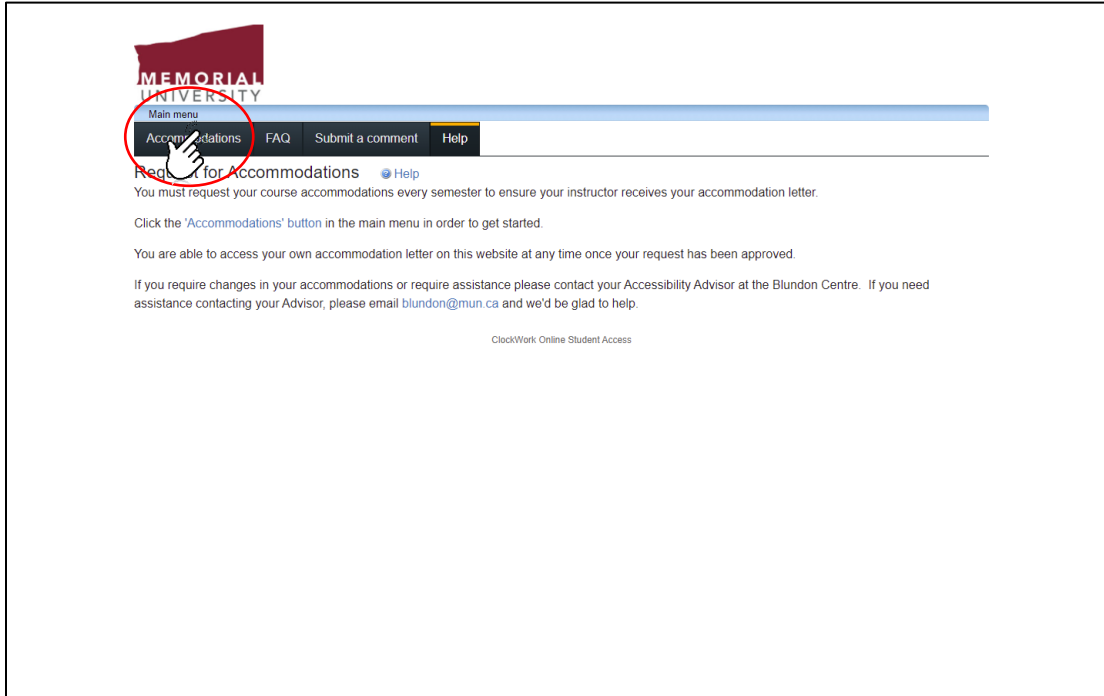 MEMORIAL
UNIVERSITY
Main menu
Accommodations FAQ Submit a comment Help
Request for Accommodations Help
You must request your course accommodations every semester to ensure your instructor receives your accommodation letter.
Click the 'Accommodations' button in the main menu in order to get started.
You are able to access your own accommodation letter on this website at any time once your request has been approved.
If you require changes in your accommodations or require assistance please contact your Accessibility Advisor at the Blundon Centre. If you need
assistance contacting your Advisor, please email blundon@mun.ca and we'd be glad to help.
ClockWork Online Student Access